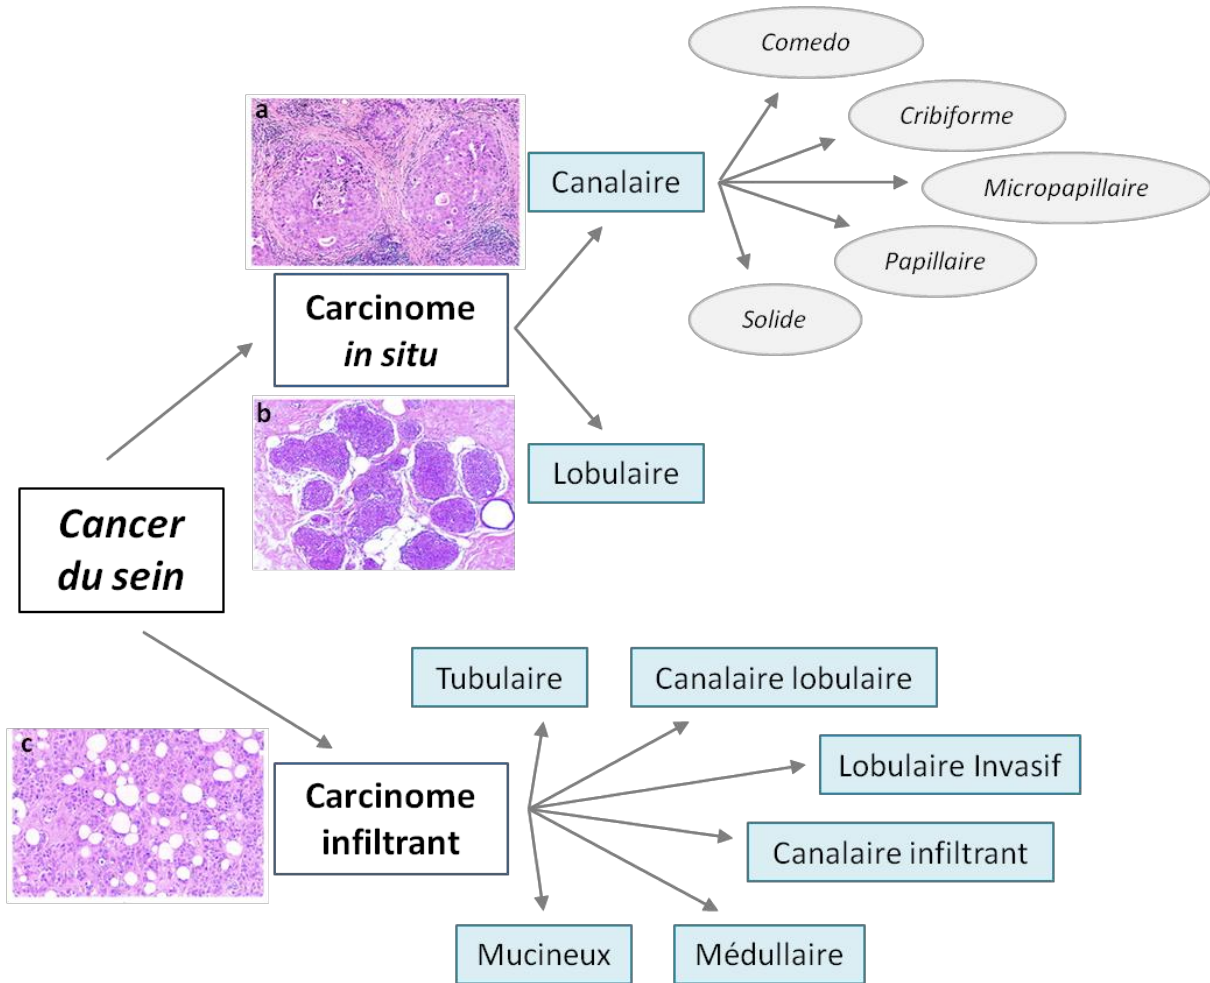 Comedo
a
Cribiforme
Canalaire
Micropapillaire
Papillaire
Carcinome
in situ
Solide
b
Lobulaire
Cancer
du sein
Tubulaire
Canalaire lobulaire
c
Lobulaire Invasif
Carcinome
infiltrant
Canalaire infiltrant
Mucineux
Médullaire